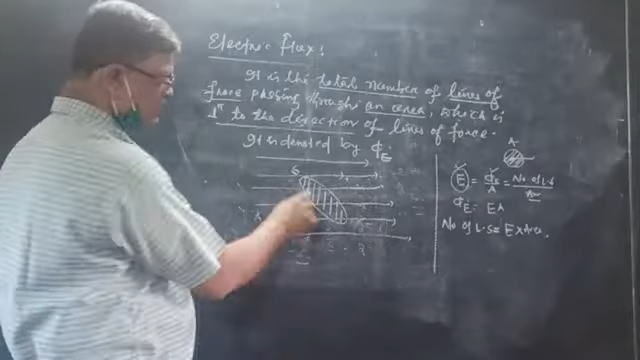 Electric Flux:
It is the total number of lines of
force passing through an area, which is
to the direction of lines of force.
It is denoted by ϕE
S
A
E = ϕE/A = No of L.S/Area
ϕE = EA
No of L.S = E x Area.